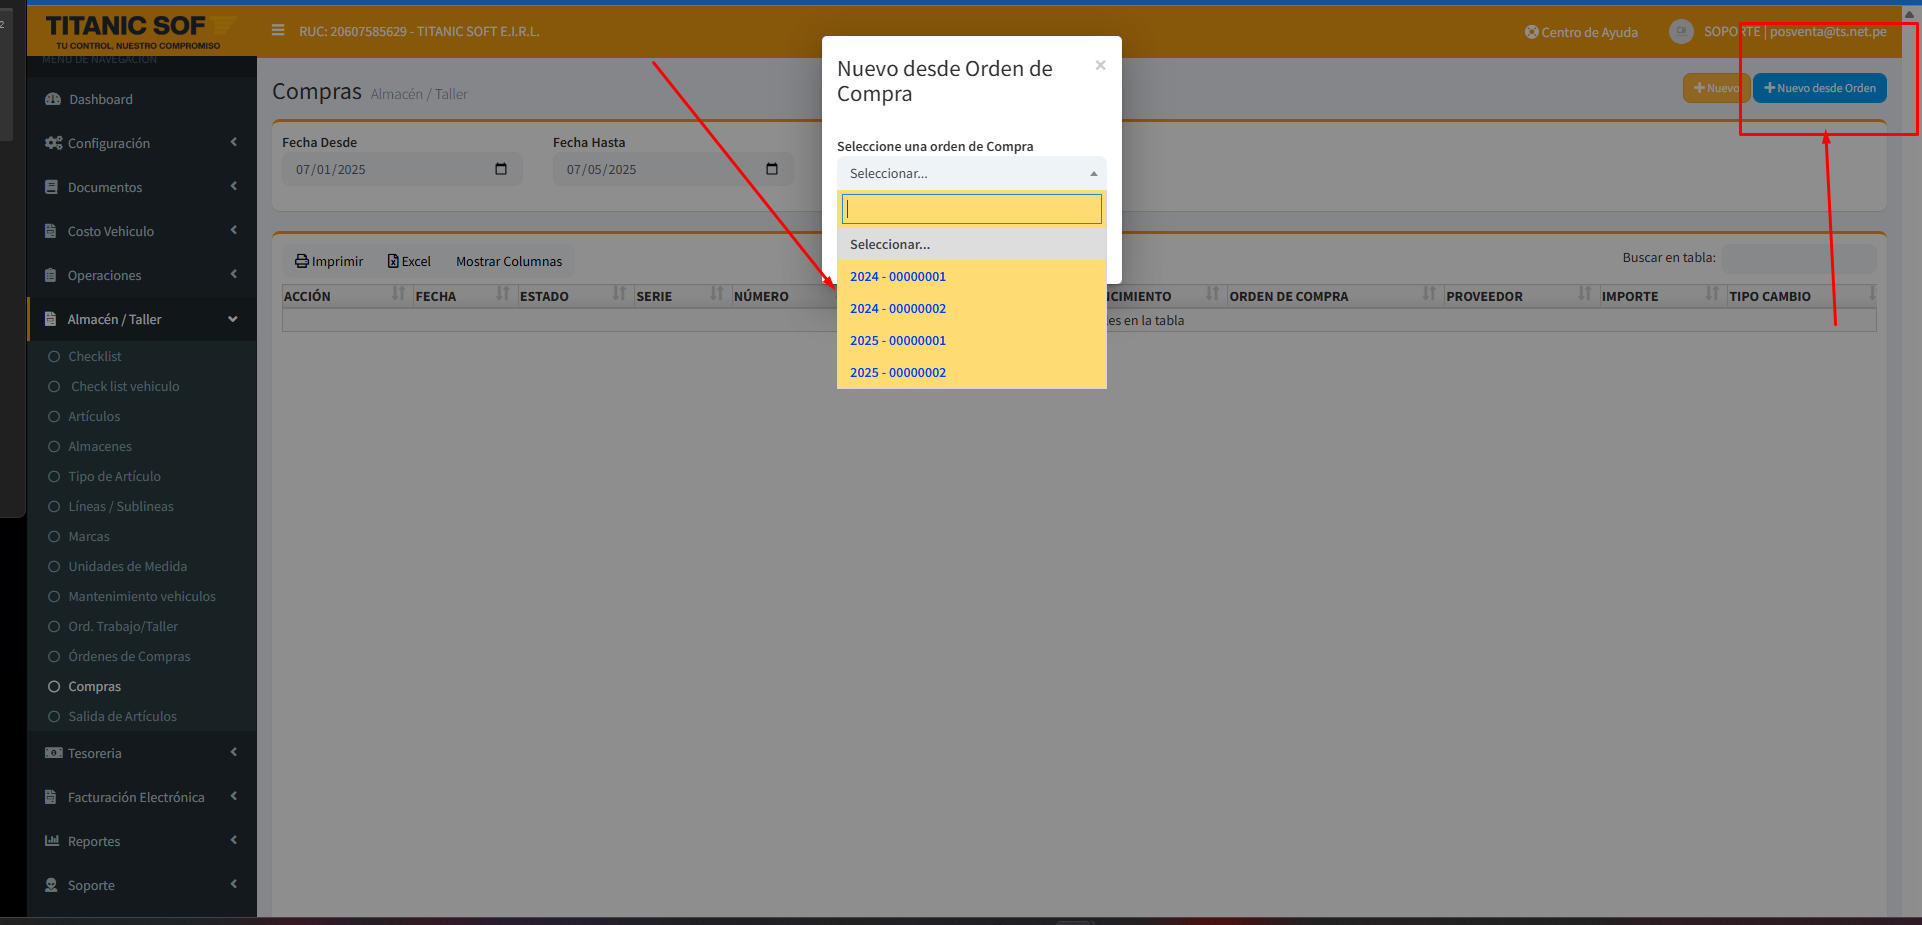 2
TITANIC SOFT
TU CONTROL, NUESTRO COMPROMISO
RUC: 20607585629 - TITANIC SOFT E.I.R.L.
Centro de Ayuda
SOPORTE | posventa@ts.net.pe
MENÚ DE NAVEGACIÓN
Dashboard
Configuración
Documentos
Costo Vehiculo
Operaciones
Almacén / Taller
Checklist
Check list vehiculo
Artículos
Almacenes
Tipo de Artículo
Líneas / Sublineas
Marcas
Unidades de Medida
Mantenimiento vehiculos
Ord. Trabajo/Taller
Órdenes de Compras
Compras
Salida de Artículos
Tesoreria
Facturación Electrónica
Reportes
Soporte
Compras Almacén / Taller
Nuevo
Nuevo desde Orden
Fecha Desde
07/01/2025
Fecha Hasta
07/05/2025
Imprimir
Excel
Mostrar Columnas
Buscar en tabla:
ACCIÓN FECHA ESTADO SERIE NÚMERO CIMIENTO ORDEN DE COMPRA PROVEEDOR IMPORTE TIPO CAMBIO
es en la tabla
Nuevo desde Orden de
Compra
×
Seleccione una orden de Compra
Seleccionar...
Seleccionar...
2024 - 00000001
2024 - 00000002
2025 - 00000001
2025 - 00000002